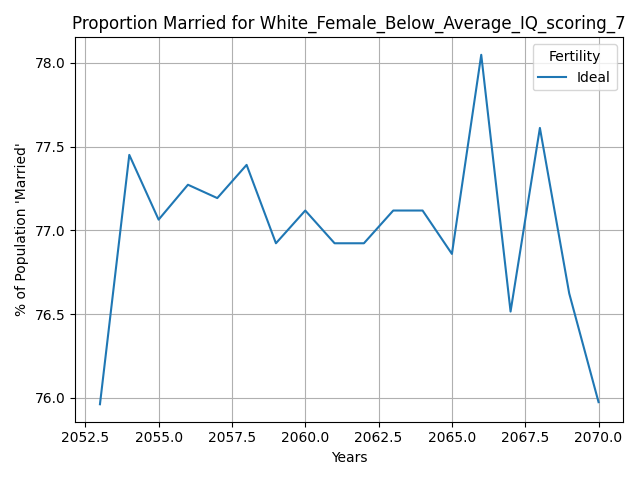 Proportion Married for White_Female_Below_Average_IQ_scoring_7
Fertility
Ideal
% of Population 'Married'
78.0
77.5
77.0
76.5
76.0
2052.5 2055.0 2057.5 2060.0 2062.5 2065.0 2067.5 2070.0
Years